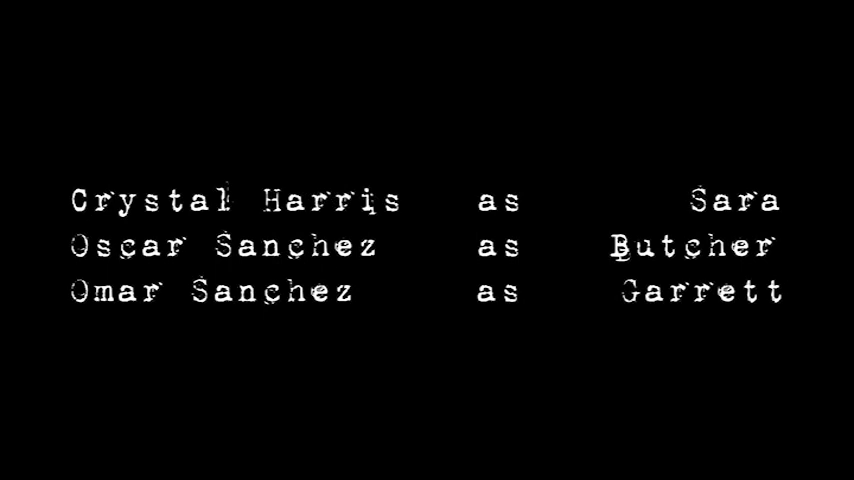 Crystal Harris as Sara
Oscar Sanchez as Butcher
Omar Sanchez as Garrett